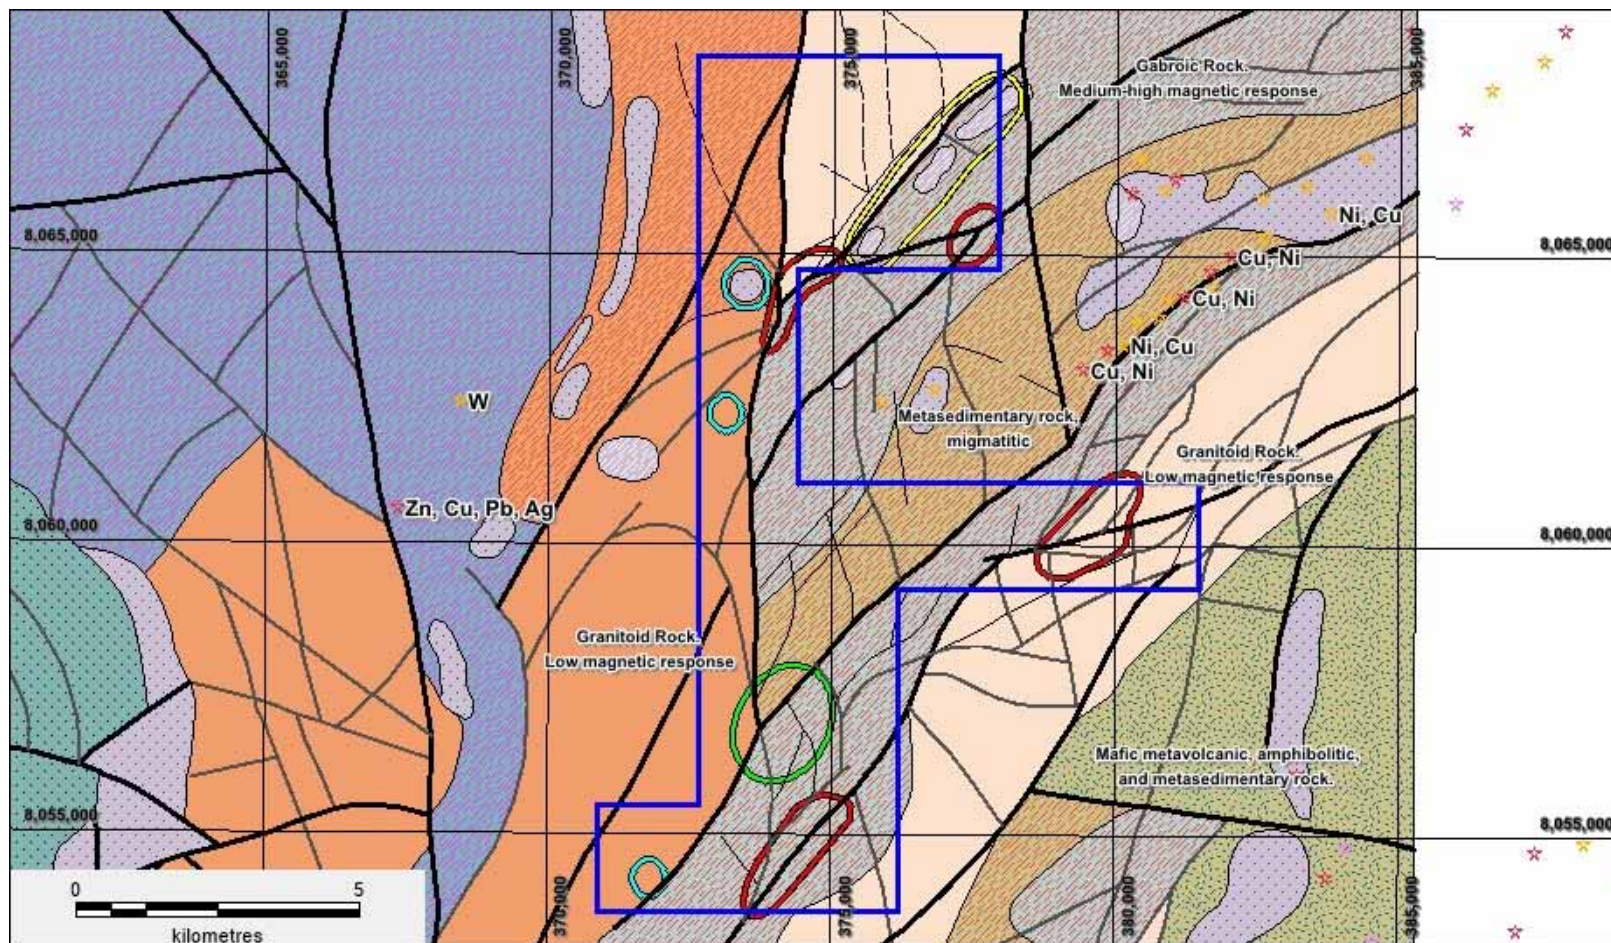 365,000
370,000
375,000
385,000
Gabroic Rock.
Medium-high magnetic response
8,065,000
Ni, Cu
8,065,000
Cu, Ni
Cu, Ni
Ni, Cu
Cu, Ni
W
Metasedimentary rock,
migmatitic
Granitoid Rock.
Low magnetic response
Zn, Cu, Pb, Ag
8,060,000
8,060,000
Granitoid Rock.
Low magnetic response
Mafic metavolcanic, amphibolitic,
and metasedimentary rock.
8,055,000
8,055,000
0 5
kilometres
370,000
375,000
380,000
385,000